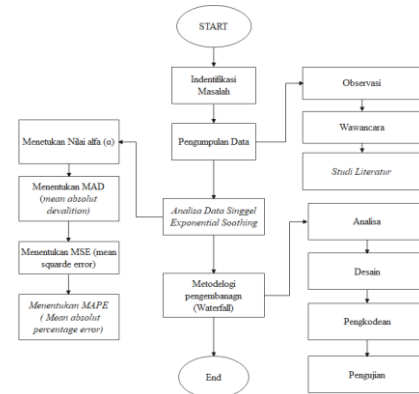 START
Indentifikasi
Masalah
Pengumpulan Data
Observasi
Wawancara
Studi Literatur
Menetukan Nilai alfa (α)
Menentukan MAD
(mean absolut
devalition)
Menentukan MSE (mean
squarde error)
Menentukan MAPE
( Mean absolut
percentage error)
Analisa Data Singgel
Exponential Soothing
Metodelogi
pengembanagn
(Waterfall)
End
Analisa
Desain
Pengkodean
Pengujian